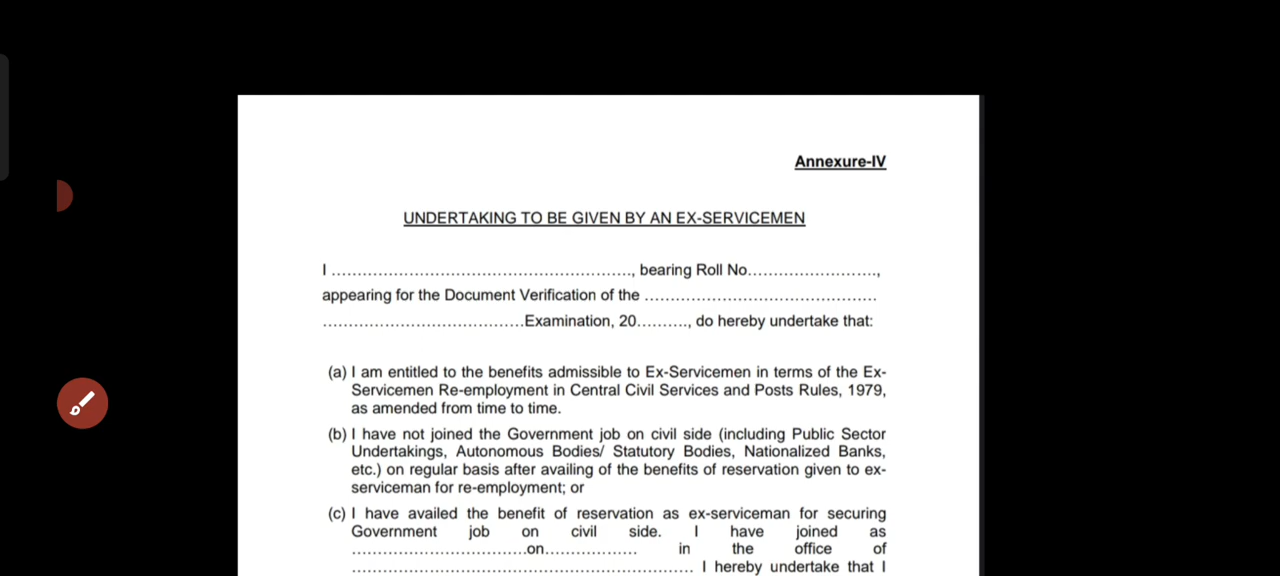 Annexure-IV
UNDERTAKING TO BE GIVEN BY AN EX-SERVICEMEN
I ........................................................., bearing Roll No.........................,
appearing for the Document Verification of the ............................................
.......................................Examination, 20.........., do hereby undertake that:
(a) I am entitled to the benefits admissible to Ex-Servicemen in terms of the Ex-
Servicemen Re-employment in Central Civil Services and Posts Rules, 1979,
as amended from time to time.
(b) I have not joined the Government job on civil side (including Public Sector
Undertakings, Autonomous Bodies/ Statutory Bodies, Nationalized Banks,
etc.) on regular basis after availing of the benefits of reservation given to ex-
serviceman for re-employment; or
(c) I have availed the benefit of reservation as ex-serviceman for securing
Government job on civil side. I have joined as
..................................on.................. in the office of
................................................................. I hereby undertake that I